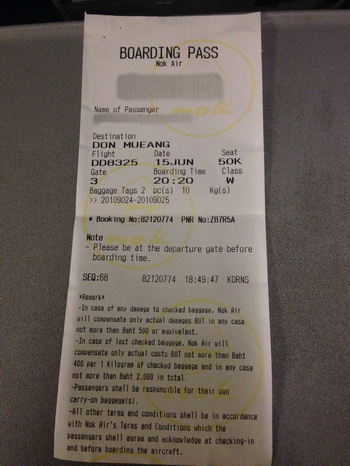 BOARDING PASS
Nok Air
Name of Passenger
Destination
DON MUEANG
Flight Date Seat
DD8325 15JUN 50K
Gate Boarding Time Class
3 20:20 W
Baggage Tags 2 pc(s) 10 Kg(s)
>> 20109024-20109025
* Booking No:82120774 PNR No:ZB7R5A
Note
- Please be at the departure gate before
boarding time.
SEQ:68 82120774 18:49:47 KORNS
*Remark*
-In case of any damage to checked baggage, Nok Air
will compensate only actual damages BUT in any case
not more than Baht 500 or equivalent.
-In case of lost checked baggage, Nok Air will
compensate only actual costs BUT not more than Baht
400 per 1 Kilogram of checked baggage and in any case
not more than Baht 2,000 in total.
-Passengers shall be responsible for their own
carry-on baggage(s).
-All other terms and conditions shall be in accordance
with Nok Air's Terms and Conditions which the
passengers shall agree and acknowledge at checking-in
and before boarding the aircraft.
nok
nok